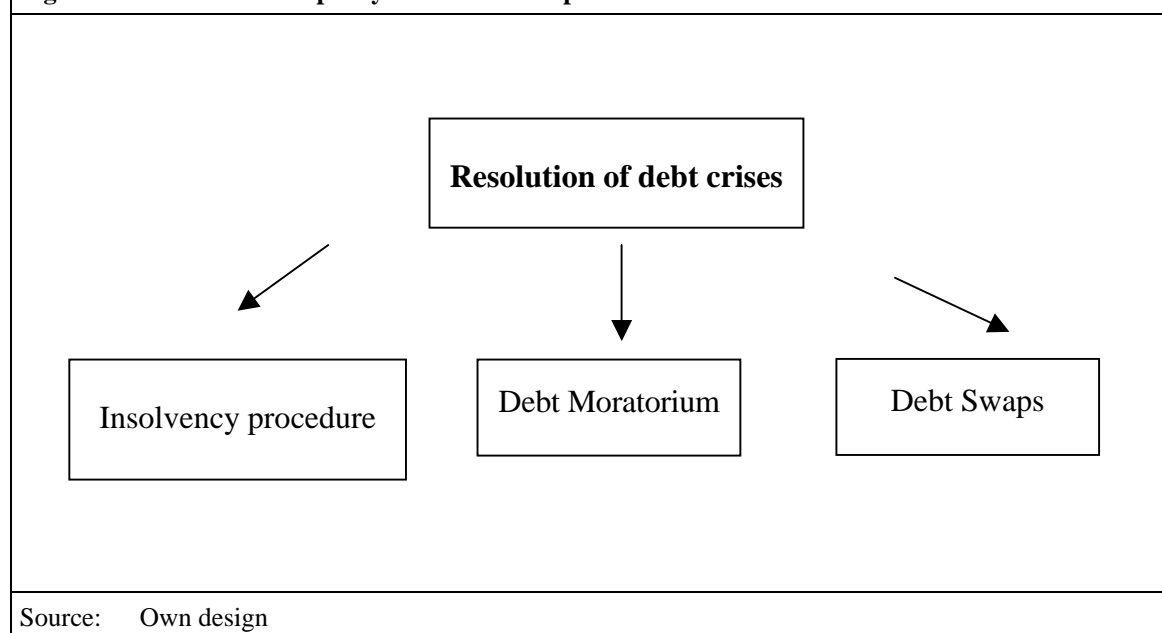 Resolution of debt crises
Insolvency procedure
Debt Moratorium
Debt Swaps
Source: Own design